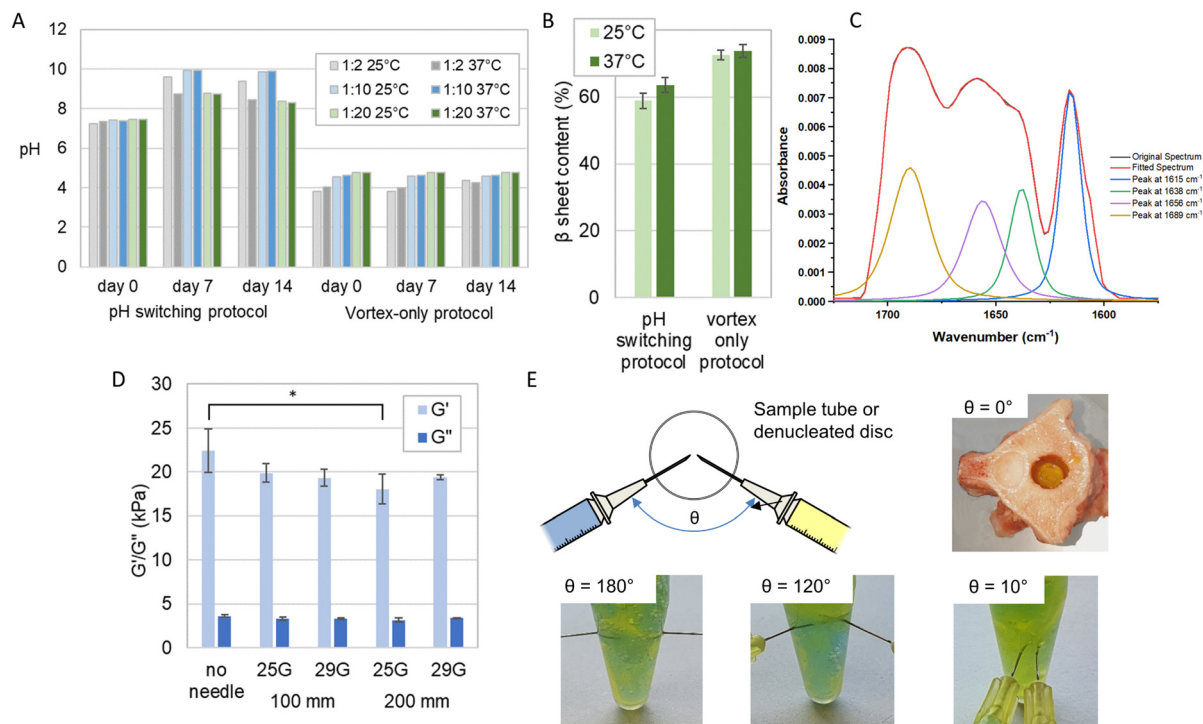 A
12
10
8
6
4
2
0
pH
1:2 25°C
1:2 37°C
1:10 25°C
1:10 37°C
1:20 25°C
1:20 37°C
day 0
day 7
day 14
day 0
day 7
day 14
pH switching protocol
Vortex-only protocol
B
25°C
37°C
β sheet content (%)
60
40
20
0
pH
switching
protocol
vortex
only
protocol
C
0.009
0.008
0.007
0.006
0.005
0.004
0.003
0.002
0.001
0.000
Absorbance
1700
1650
1600
Wavenumber (cm⁻¹)
Original Spectrum
Fitted Spectrum
Peak at 1615 cm⁻¹
Peak at 1638 cm⁻¹
Peak at 1656 cm⁻¹
Peak at 1689 cm⁻¹
D
30
25
20
15
10
5
0
G'/G" (kPa)
*
G'
G"
no
needle
25G
29G
25G
29G
100 mm
200 mm
E
Sample tube or
denucleated disc
θ
θ = 0°
θ = 180°
θ = 120°
θ = 10°